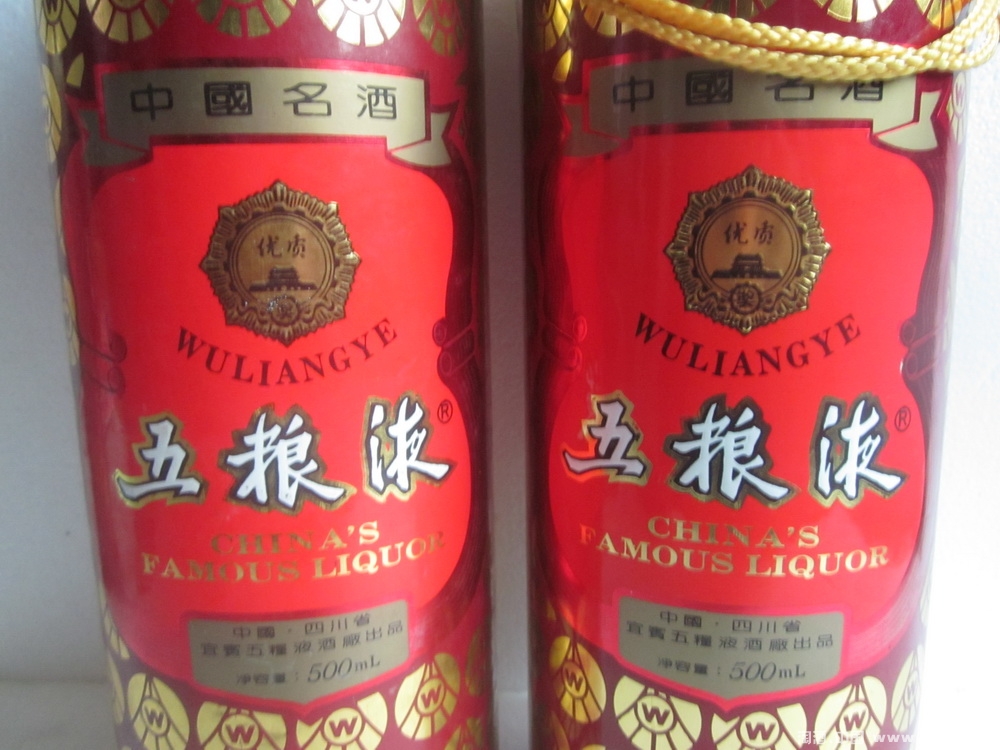 中國名酒
优质
奖
WULIANGYE
五粮液®
CHINA'S
FAMOUS LIQUOR
中國·四川省
宜賓五糧液酒廠出品
净容量：500mL
中國名酒
优质
奖
WULIANGYE
五粮液®
CHINA'S
FAMOUS LIQUOR
中國·四川省
宜賓五糧液酒廠出品
净容量：500mL
W W W W
W W W W